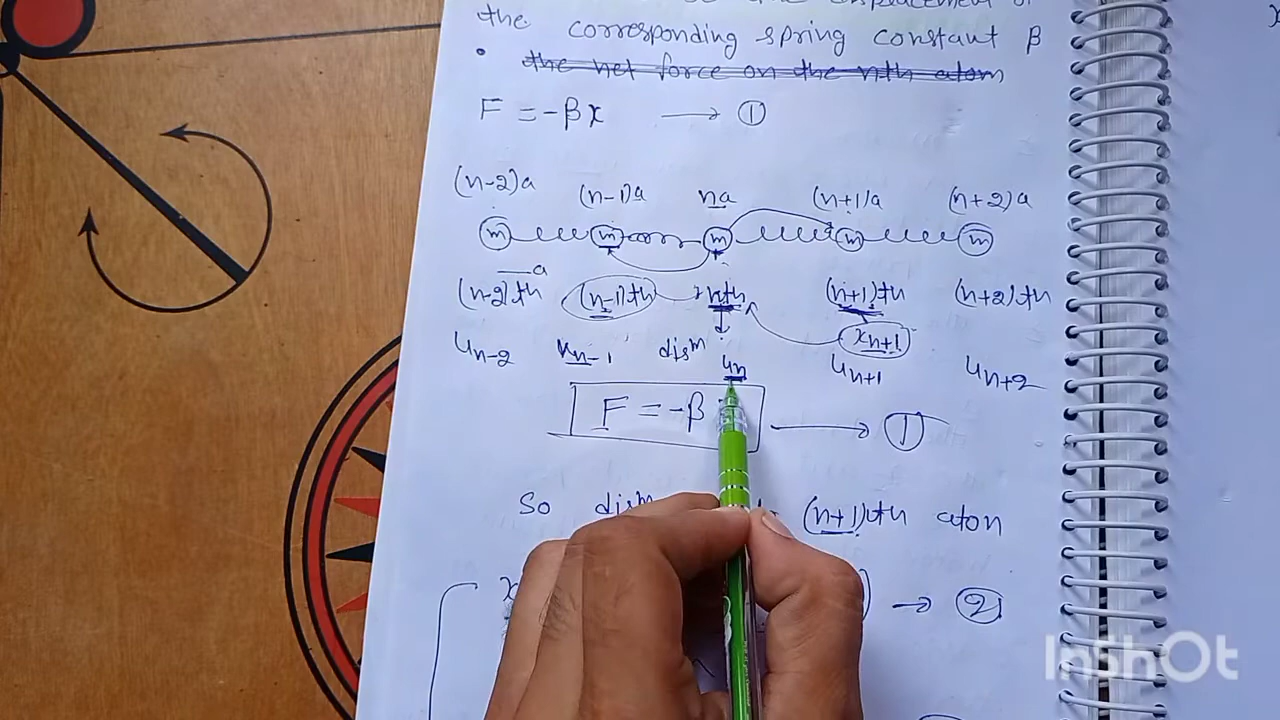 the corresponding spring constant β
• the net force on the nth atom
F = -βx → ①
(n-2)a (n-1)a na (n+1)a (n+2)a
m m m m m
a
(n-2)th (n-1)th nth (n+1)th (n+2)th
xn+1
un-2 un-1 dism un un+1 un+2
F = -β → ①
So dism (n+1)th atom
→ ②
InShOt